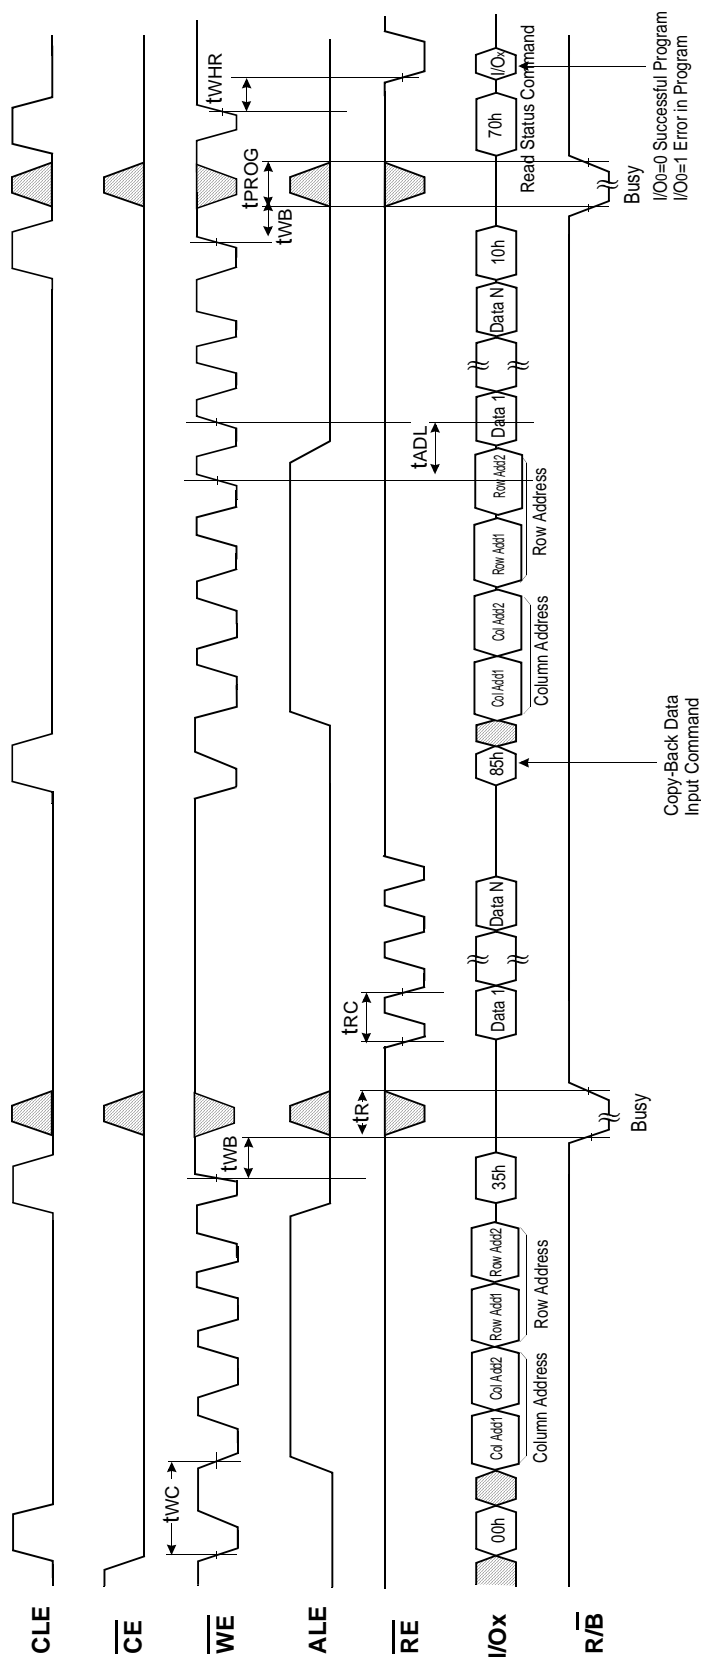 CLE
CE
WE
tWC
tWB
tWB
tPROG
tWHR
ALE
tADL
RE
tR
tRC
I/Ox
00h
Col Add1
Col Add2
Row Add1
Row Add2
35h
Data 1
Data N
85h
Col Add1
Col Add2
Row Add1
Row Add2
Data 1
Data N
10h
70h
I/Ox
Column Address
Row Address
Column Address
Row Address
Read Status Command
R/B
Busy
Busy
Copy-Back Data
Input Command
I/O0=0 Successful Program
I/O0=1 Error in Program